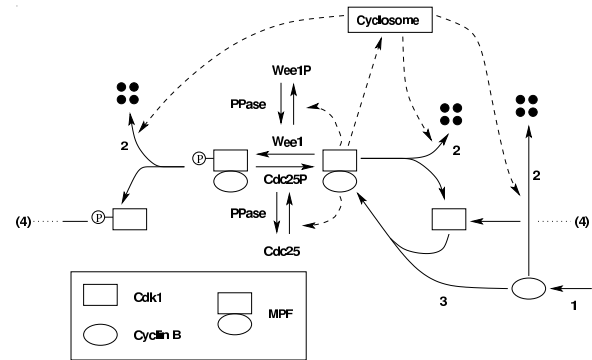 Cyclosome
Wee1P
PPase
2
Wee1
2
2
P
Cdc25P
PPase
(4)
P
(4)
Cdc25
3
1
Cdk1
MPF
Cyclin B